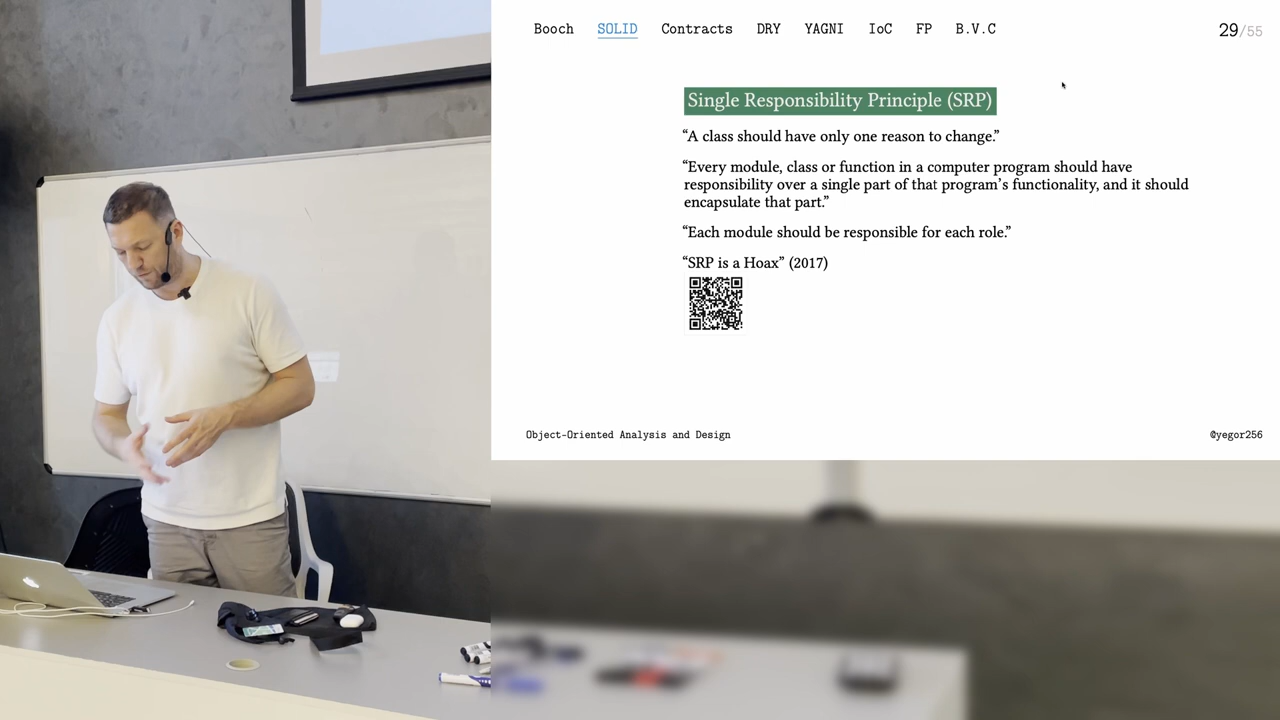 Booch SOLID Contracts DRY YAGNI IoC FP B.V.C 29/55
Single Responsibility Principle (SRP)
“A class should have only one reason to change.”
“Every module, class or function in a computer program should have
responsibility over a single part of that program’s functionality, and it should
encapsulate that part.”
“Each module should be responsible for each role.”
“SRP is a Hoax” (2017)
Object-Oriented Analysis and Design @yegor256